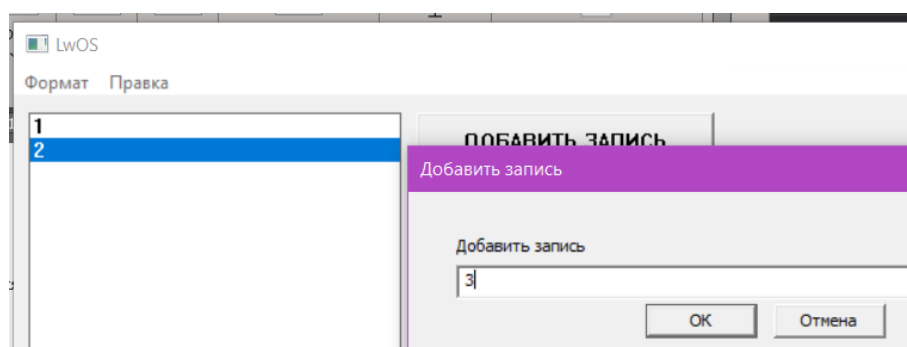 LwOS
Формат Правка
1
2
ДОБАВИТЬ ЗАПИСЬ
Добавить запись
Добавить запись
3
ОК Отмена